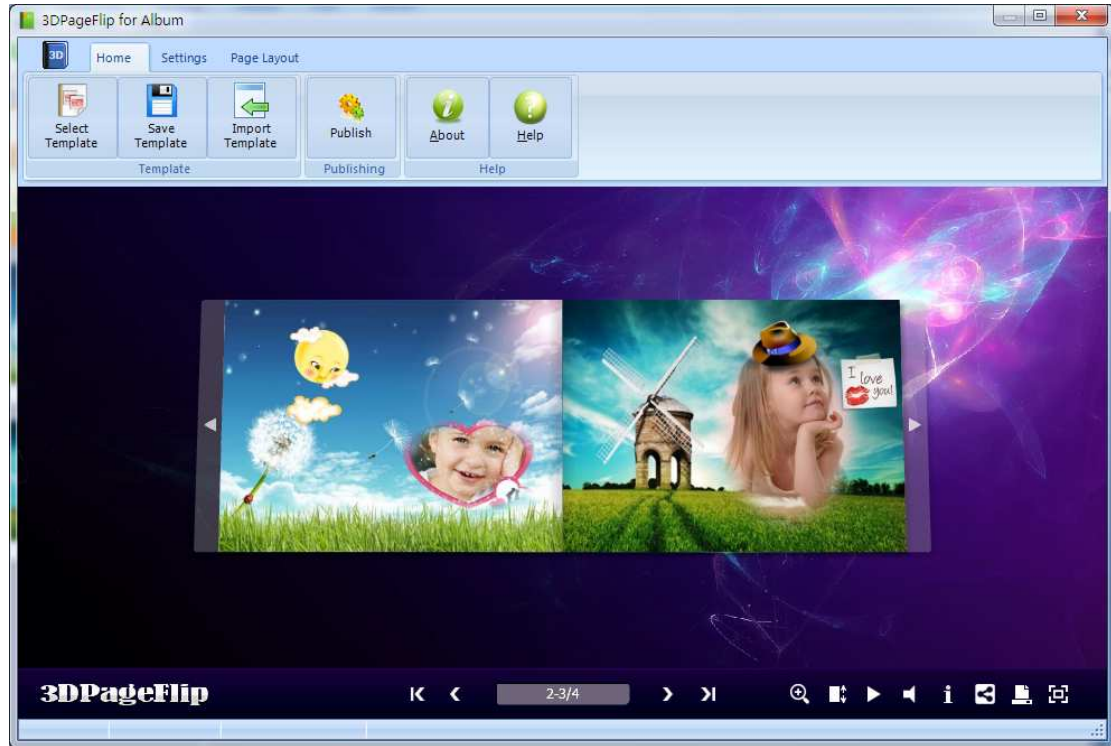 3DPageFlip for Album
3D
Home Settings Page Layout
Select Template
Save Template
Import Template
Publish
About
Help
Template
Publishing
Help
I love you!
3DPageFlip
2-3/4